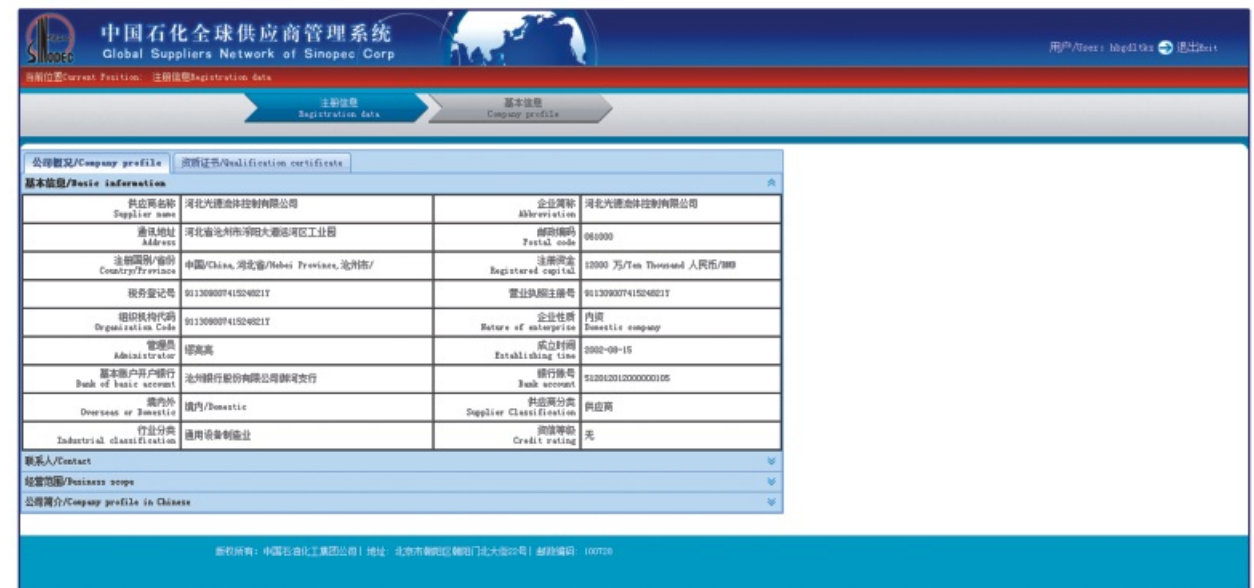 中国石化全球供应商管理系统
Global Suppliers Network of Sinopec Corp
SINOPEC
用户/User: hbgdltkz 退出Exit
当前位置Current Position: 注册信息Registration data
注册信息
Registration data
基本信息
Company profile
公司概况/Company profile 资质证书/Qualification certificate
基本信息/Basic information
供应商名称 河北光德流体控制有限公司 企业简称 河北光德流体控制有限公司
Supplier name Abbreviation
通讯地址 河北省沧州市浮阳大道运河区工业园 邮政编码 061000
Address Postal code
注册国别/省份 中国/China,河北省/Hebei Province,沧州市/ 注册资金 12000 万/Ten Thousand 人民币/RMB
Country/Province Registered capital
税务登记号 91130900741524821Y 营业执照注册号 91130900741524821Y
组织机构代码 91130900741524821Y 企业性质 内资
Organization Code Nature of enterprise Domestic company
管理员 高亮 成立时间 2002-08-15
Administrator Establishing time
基本账户开户银行 沧州银行股份有限公司御河支行 银行账号 512012012000000105
Bank of basic account Bank account
境内外 境内/Domestic 供应商分类 供应商
Overseas or Domestic Supplier Classification
行业分类 通用设备制造业 资信等级 无
Industrial classification Credit rating
联系人/Contact
经营范围/Business scope
公司简介/Company profile in Chinese
版权所有：中国石油化工集团公司| 地址：北京市朝阳区朝阳门北大街22号| 邮政编码：100728